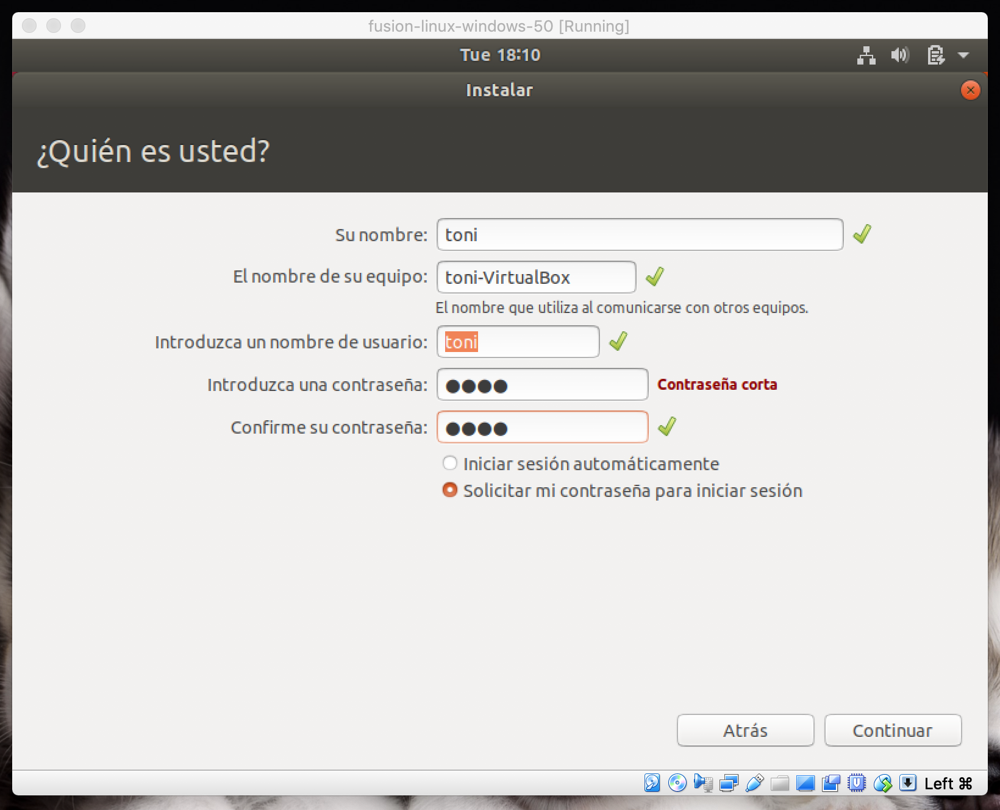 fusion-linux-windows-50 [Running]
Tue 18:10
Instalar
¿Quién es usted?
Su nombre: toni
El nombre de su equipo: toni-VirtualBox
El nombre que utiliza al comunicarse con otros equipos.
Introduzca un nombre de usuario: toni
Introduzca una contraseña: ●●●● Contraseña corta
Confirme su contraseña: ●●●●
Iniciar sesión automáticamente
Solicitar mi contraseña para iniciar sesión
Atrás Continuar
Left ⌘